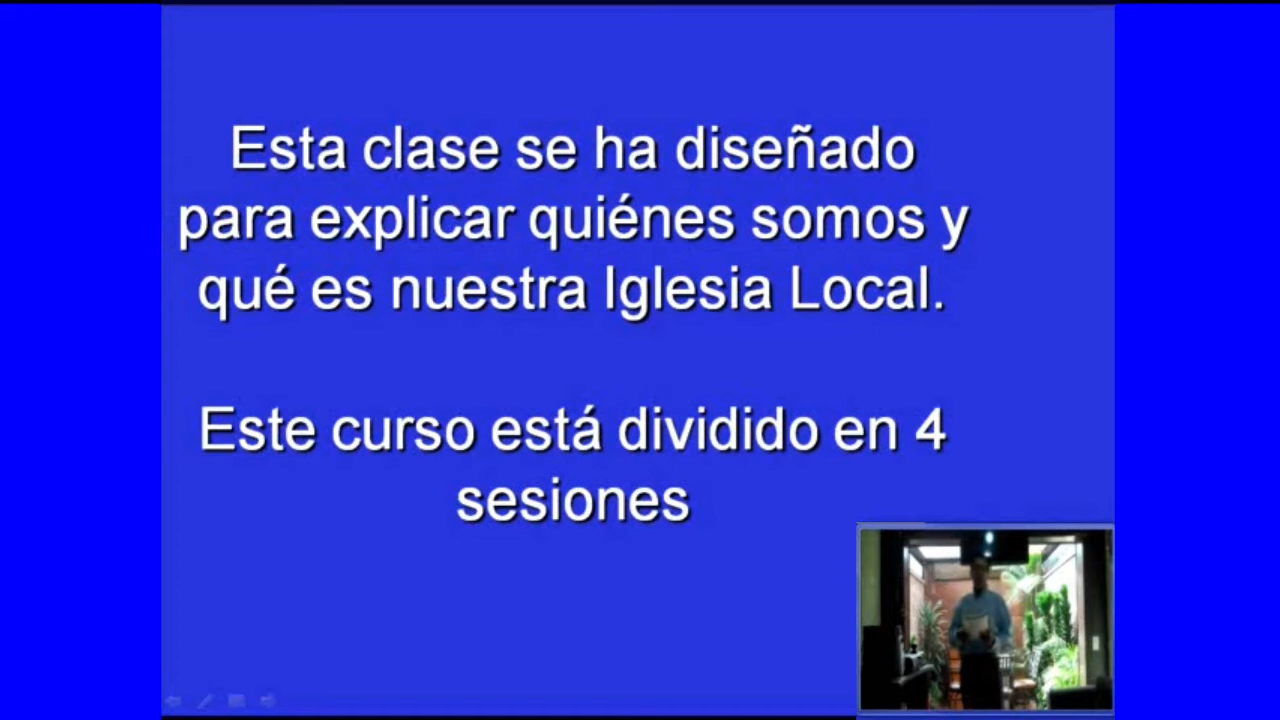 Esta clase se ha diseñado
para explicar quiénes somos y
qué es nuestra Iglesia Local.
Este curso está dividido en 4
sesiones